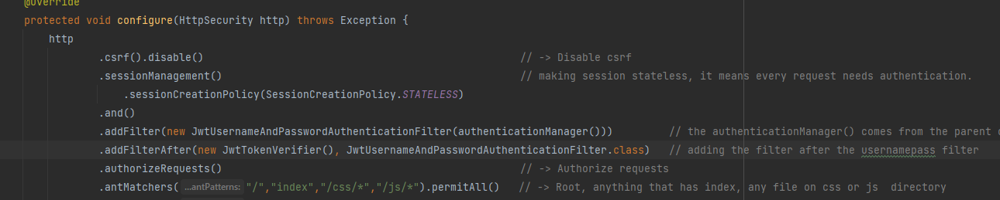 @Override
protected void configure(HttpSecurity http) throws Exception {
http
.csrf().disable() // -> Disable csrf
.sessionManagement() // making session stateless, it means every request needs authentication.
.sessionCreationPolicy(SessionCreationPolicy.STATELESS)
.and()
.addFilter(new JwtUsernameAndPasswordAuthenticationFilter(authenticationManager())) // the authenticationManager() comes from the parent
.addFilterAfter(new JwtTokenVerifier(), JwtUsernameAndPasswordAuthenticationFilter.class) // adding the filter after the usernamepass filter
.authorizeRequests() // -> Authorize requests
.antMatchers( ...antPatterns: "/","index","/css/*","/js/*").permitAll() // -> Root, anything that has index, any file on css or js directory